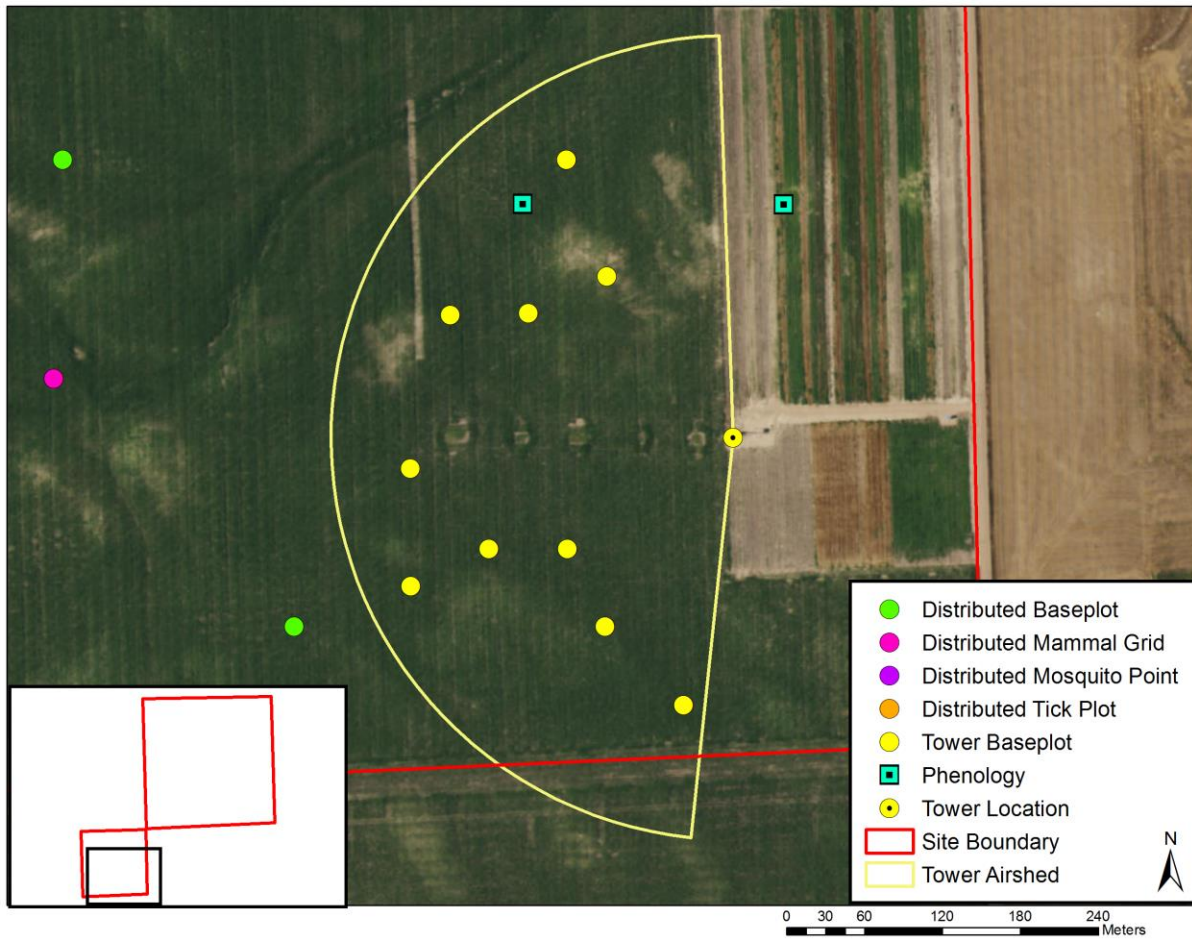 Distributed Baseplot
Distributed Mammal Grid
Distributed Mosquito Point
Distributed Tick Plot
Tower Baseplot
Phenology
Tower Location
Site Boundary
Tower Airshed
N
0 30 60 120 180 240
Meters